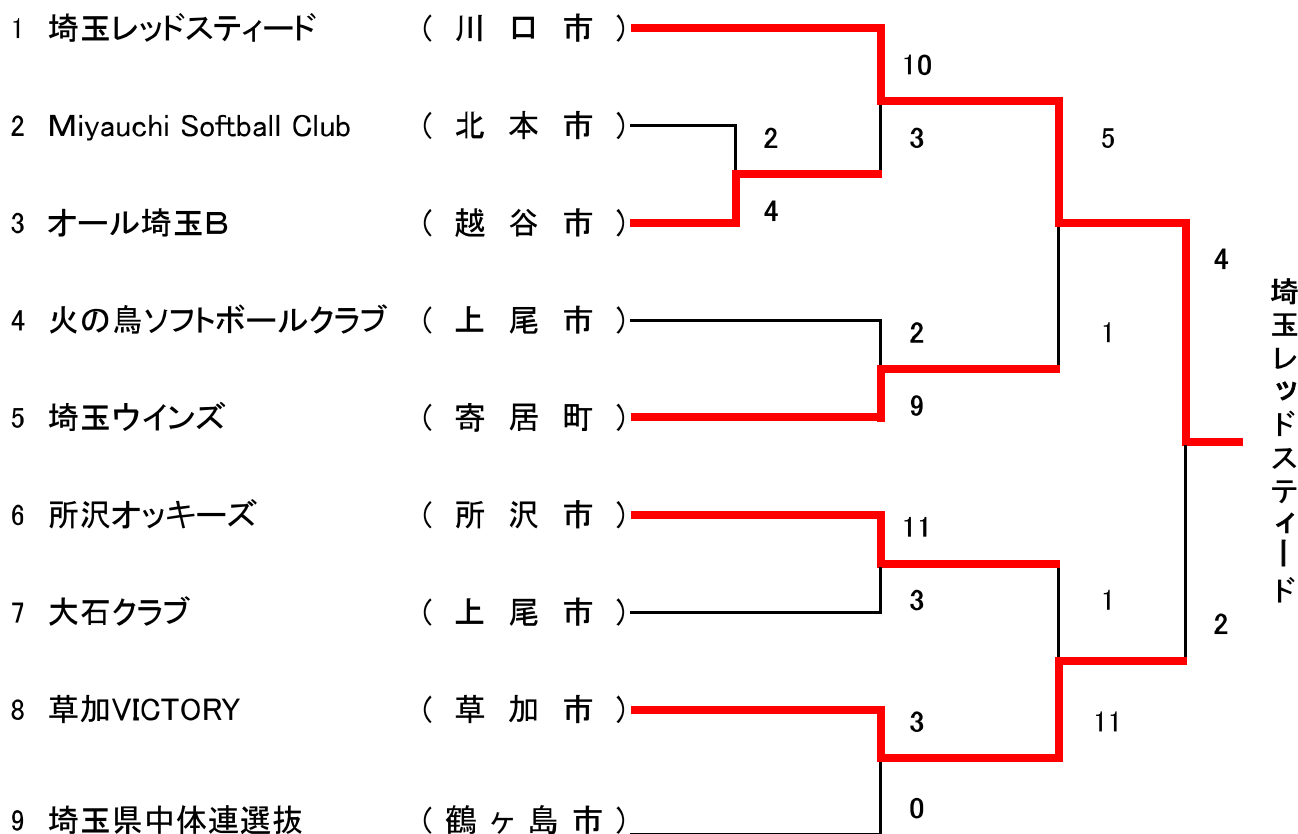 1 埼玉レッドスティード ( 川 口 市 )
10
2 Miyauchi Softball Club ( 北 本 市 )
2
3
5
3 オール埼玉B ( 越 谷 市 )
4
4
埼玉レッドスティード
4 火の鳥ソフトボールクラブ ( 上 尾 市 )
2
1
5 埼玉ウインズ ( 寄 居 町 )
9
6 所沢オッキーズ ( 所 沢 市 )
11
7 大石クラブ ( 上 尾 市 )
3
1
2
8 草加VICTORY ( 草 加 市 )
3
11
9 埼玉県中体連選抜 ( 鶴 ヶ 島 市 )
0